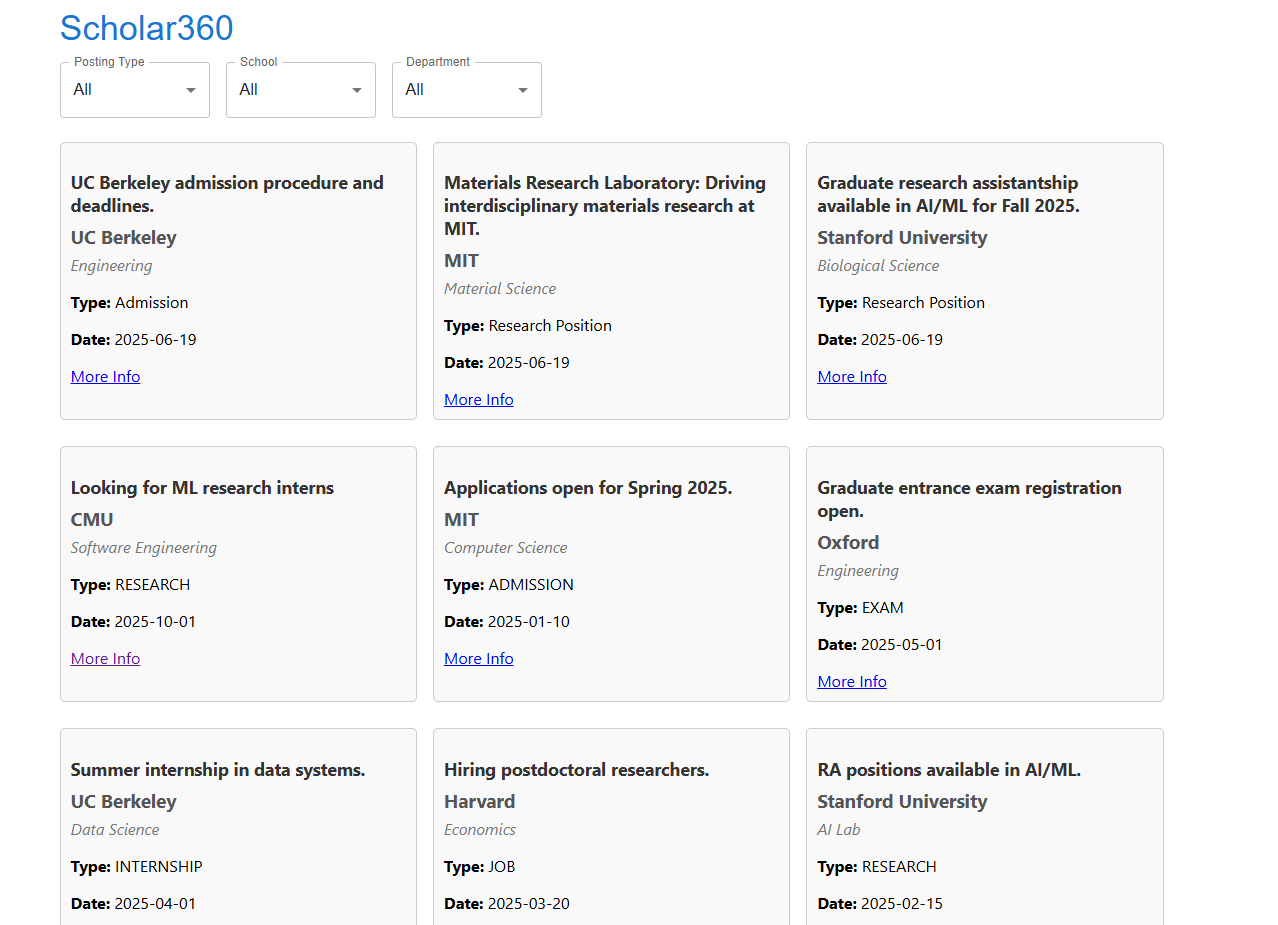 Scholar360
Posting Type
All
School
All
Department
All
UC Berkeley admission procedure and
deadlines.
UC Berkeley
Engineering
Type: Admission
Date: 2025-06-19
More Info
Materials Research Laboratory: Driving
interdisciplinary materials research at
MIT.
MIT
Material Science
Type: Research Position
Date: 2025-06-19
More Info
Graduate research assistantship
available in AI/ML for Fall 2025.
Stanford University
Biological Science
Type: Research Position
Date: 2025-06-19
More Info
Looking for ML research interns
CMU
Software Engineering
Type: RESEARCH
Date: 2025-10-01
More Info
Applications open for Spring 2025.
MIT
Computer Science
Type: ADMISSION
Date: 2025-01-10
More Info
Graduate entrance exam registration
open.
Oxford
Engineering
Type: EXAM
Date: 2025-05-01
More Info
Summer internship in data systems.
UC Berkeley
Data Science
Type: INTERNSHIP
Date: 2025-04-01
Hiring postdoctoral researchers.
Harvard
Economics
Type: JOB
Date: 2025-03-20
RA positions available in AI/ML.
Stanford University
AI Lab
Type: RESEARCH
Date: 2025-02-15